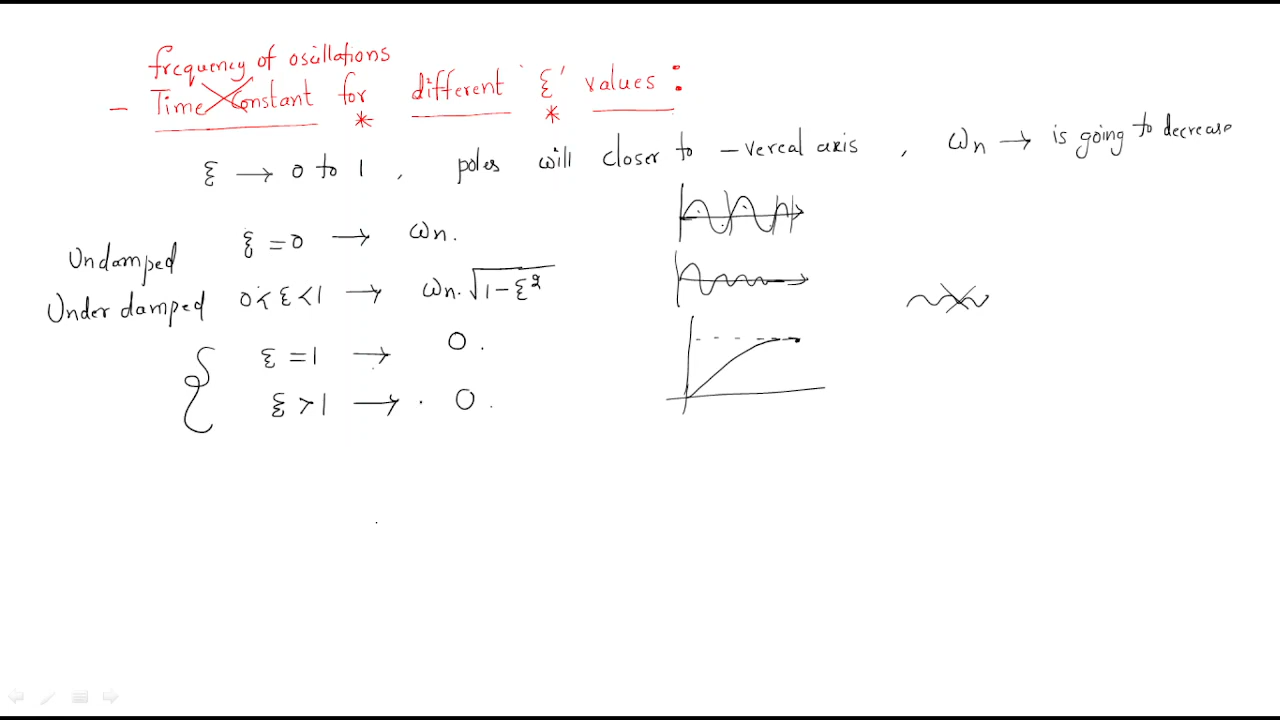 frequency of oscillations
- Time Constant for different 'ξ' values :
* *
ξ → 0 to 1 , poles will closer to -vereal axis , ωn → is going to decrease
Undamped ξ = 0 → ωn.
Under damped 0 < ξ < 1 → ωn. √1-ξ²
ξ = 1 → 0 .
ξ > 1 → . 0 .